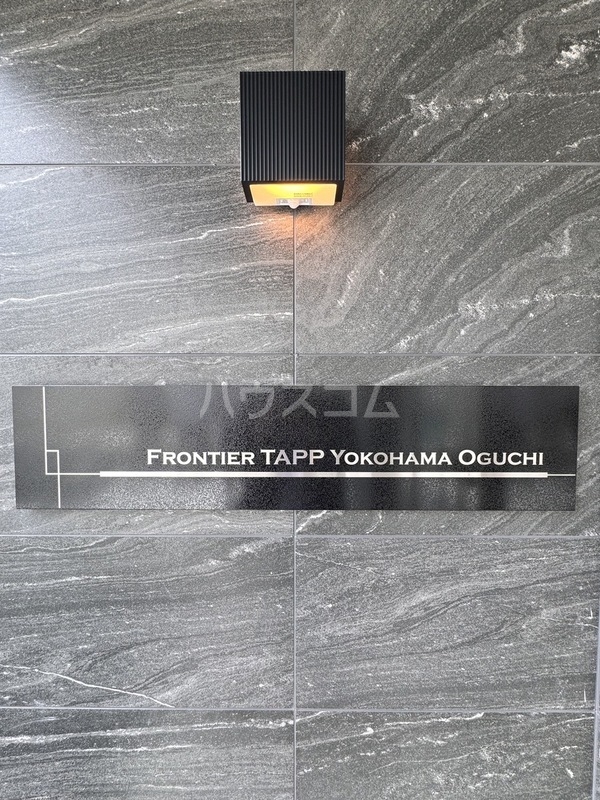 ハウスコム
FRONTIER TAPP YOKOHAMA OGUCHI